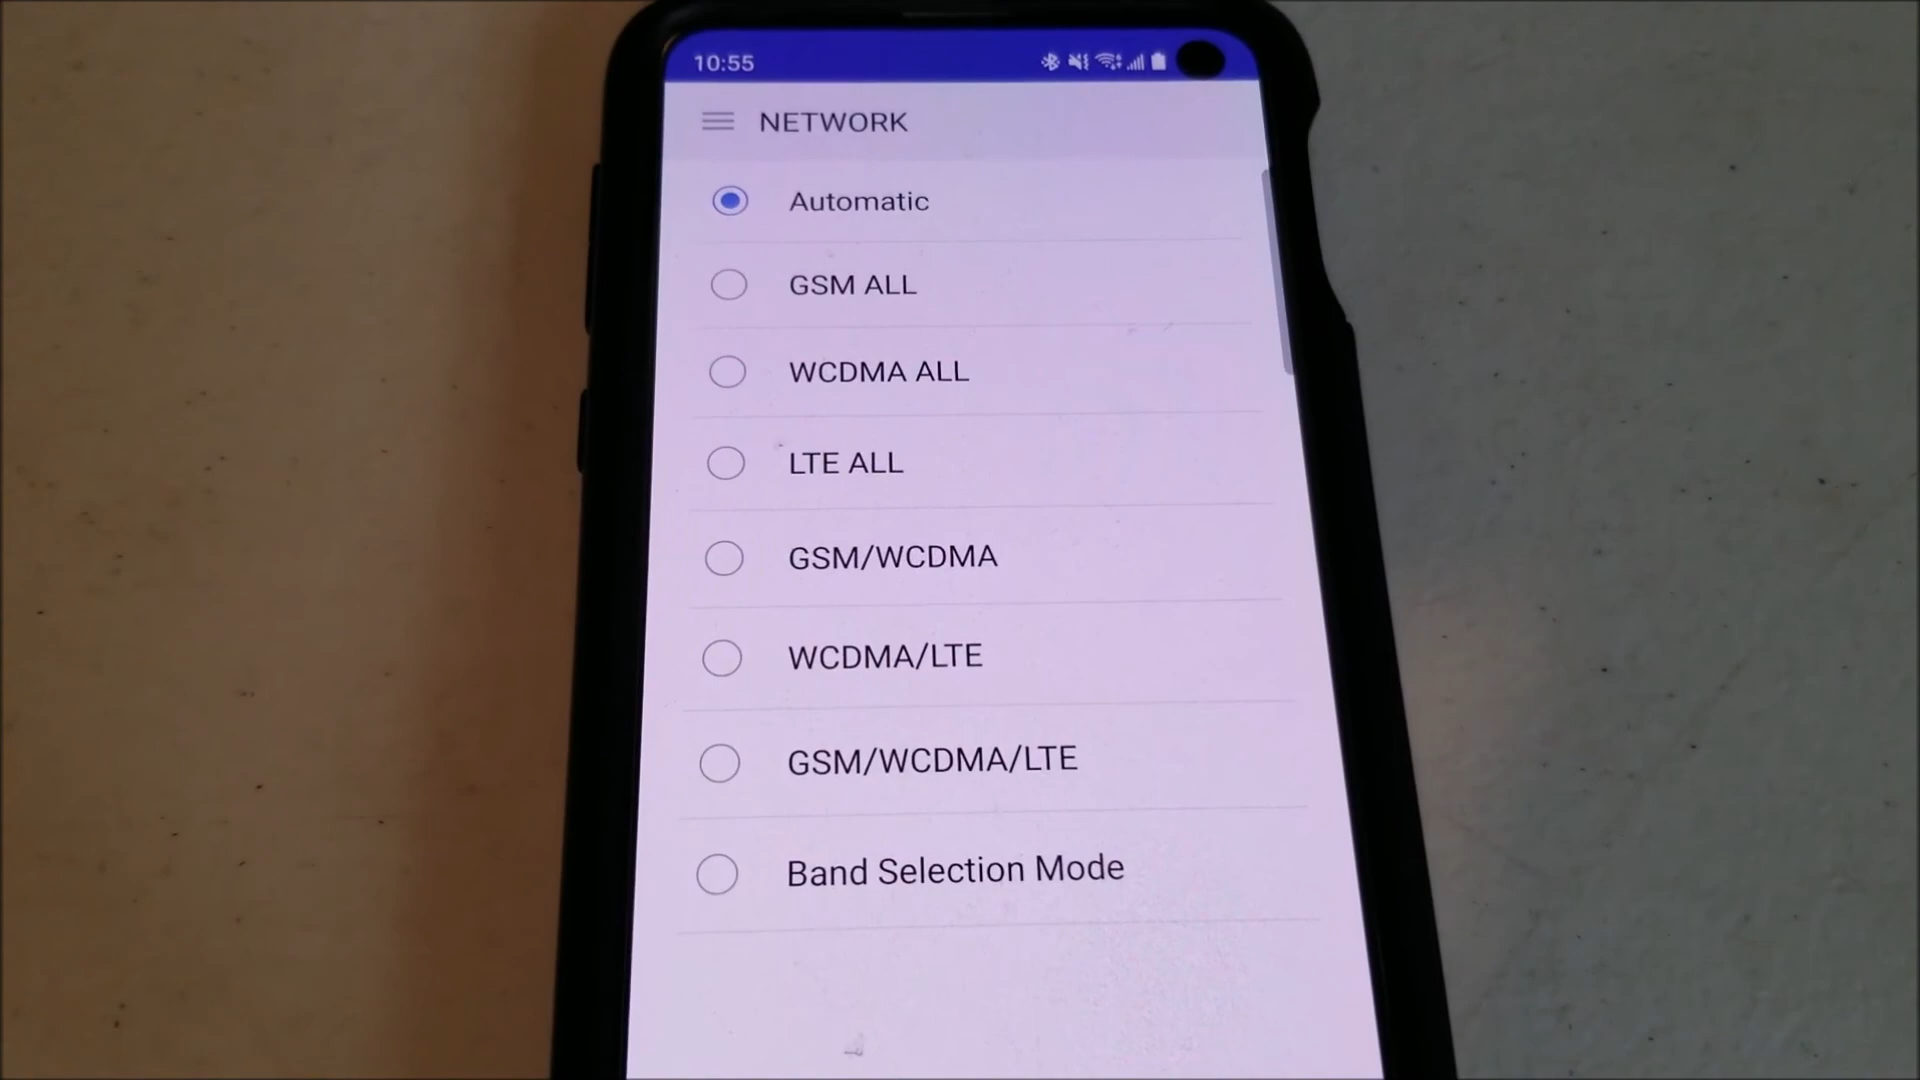 10:55
NETWORK
Automatic
GSM ALL
WCDMA ALL
LTE ALL
GSM/WCDMA
WCDMA/LTE
GSM/WCDMA/LTE
Band Selection Mode